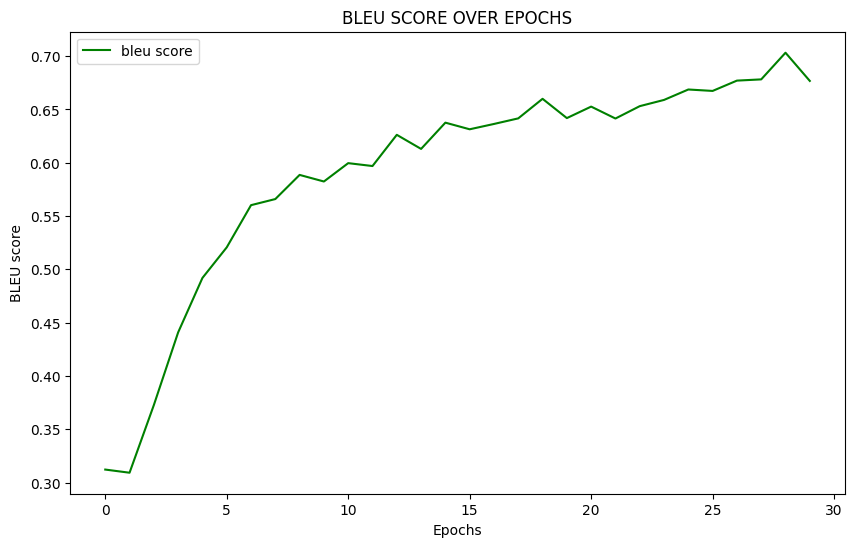 BLEU SCORE OVER EPOCHS
bleu score
0.70
0.65
0.60
0.55
0.50
0.45
0.40
0.35
0.30
BLEU score
0 5 10 15 20 25 30
Epochs